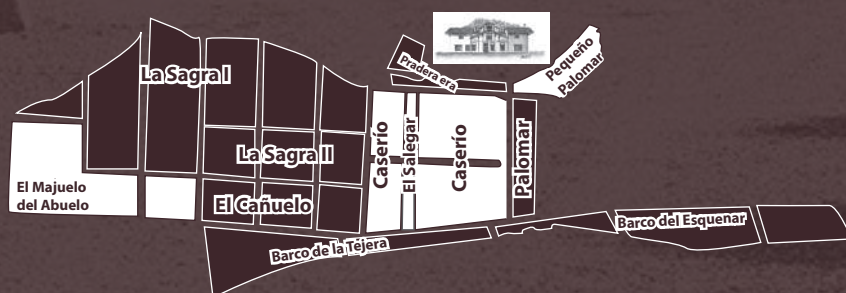 La Sagra I
Pradera era
Pequeño
Palomar
Caserío
El Salegar
Caserío
Palomar
La Sagra II
El Majuelo
del Abuelo
El Cañuelo
Barco de la Tejera
Barco del Esquenar